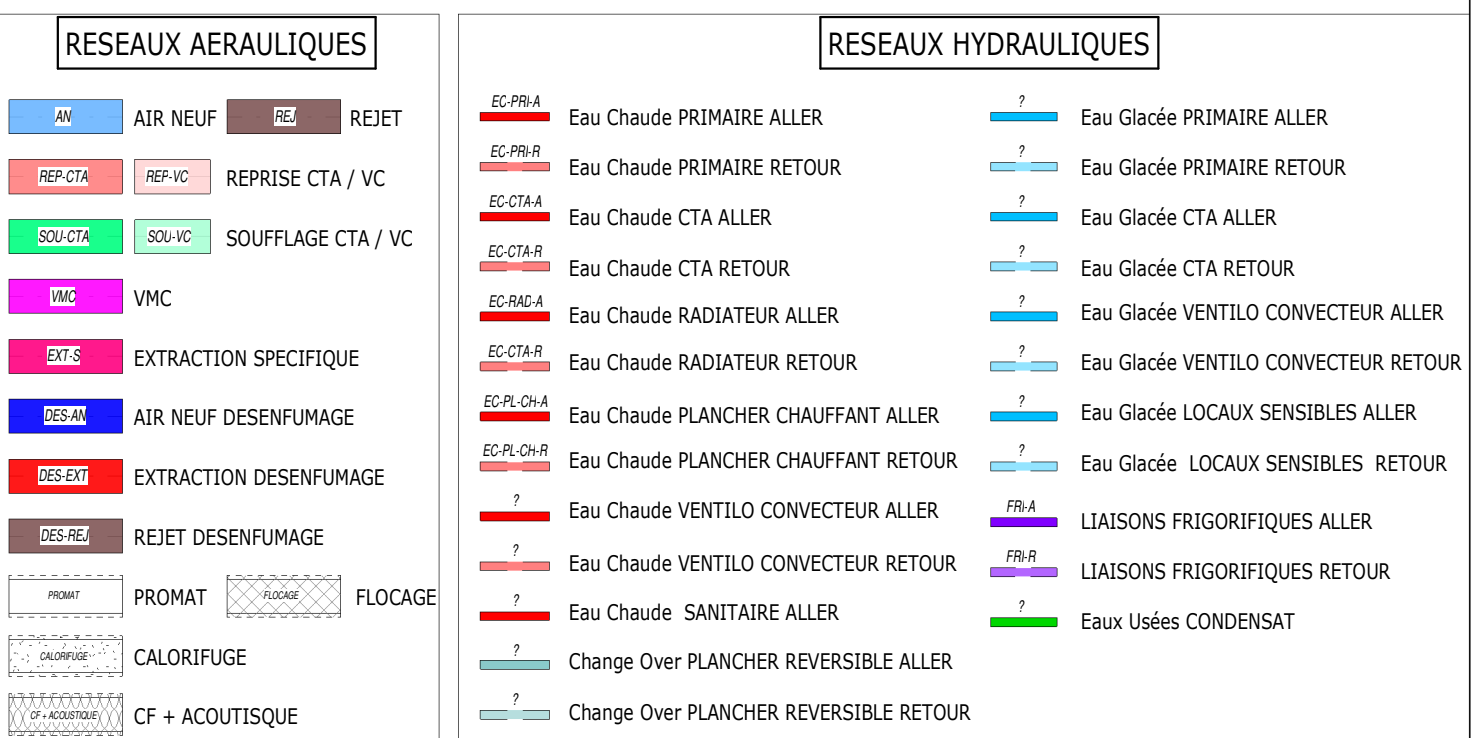 RESEAUX AERAULIQUES
AN AIR NEUF REJ REJET
REP-CTA REP-VC REPRISE CTA / VC
SOU-CTA SOU-VC SOUFFLAGE CTA / VC
VMC VMC
EXT-S EXTRACTION SPECIFIQUE
DES-AN AIR NEUF DESENFUMAGE
DES-EXT EXTRACTION DESENFUMAGE
DES-REJ REJET DESENFUMAGE
PROMAT PROMAT FLOCAGE FLOCAGE
CALORIFUGE CALORIFUGE
CF + ACOUSTIQUE CF + ACOUTISQUE
RESEAUX HYDRAULIQUES
EC-PRI-A Eau Chaude PRIMAIRE ALLER
EC-PRI-R Eau Chaude PRIMAIRE RETOUR
EC-CTA-A Eau Chaude CTA ALLER
EC-CTA-R Eau Chaude CTA RETOUR
EC-RAD-A Eau Chaude RADIATEUR ALLER
EC-CTA-R Eau Chaude RADIATEUR RETOUR
EC-PL-CH-A Eau Chaude PLANCHER CHAUFFANT ALLER
EC-PL-CH-R Eau Chaude PLANCHER CHAUFFANT RETOUR
? Eau Chaude VENTILO CONVECTEUR ALLER
? Eau Chaude VENTILO CONVECTEUR RETOUR
? Eau Chaude SANITAIRE ALLER
? Change Over PLANCHER REVERSIBLE ALLER
? Change Over PLANCHER REVERSIBLE RETOUR
? Eau Glacée PRIMAIRE ALLER
? Eau Glacée PRIMAIRE RETOUR
? Eau Glacée CTA ALLER
? Eau Glacée CTA RETOUR
? Eau Glacée VENTILO CONVECTEUR ALLER
? Eau Glacée VENTILO CONVECTEUR RETOUR
? Eau Glacée LOCAUX SENSIBLES ALLER
? Eau Glacée LOCAUX SENSIBLES RETOUR
FRI-A LIAISONS FRIGORIFIQUES ALLER
FRI-R LIAISONS FRIGORIFIQUES RETOUR
? Eaux Usées CONDENSAT